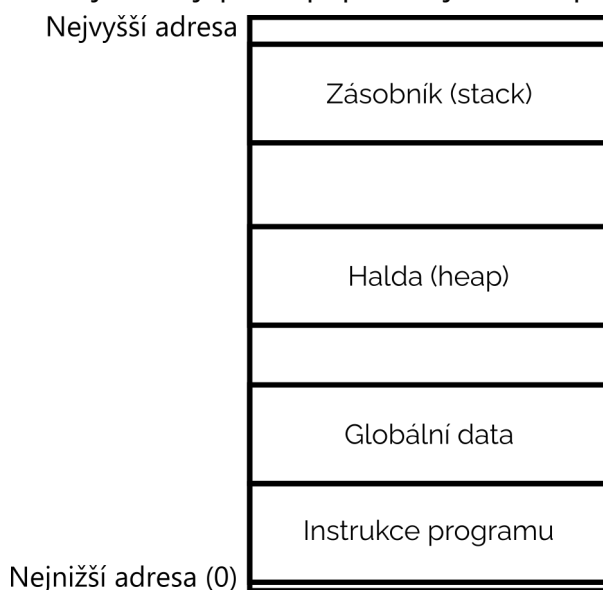 Nejvyšší adresa
Zásobník (stack)
Halda (heap)
Globální data
Instrukce programu
Nejnižší adresa (0)